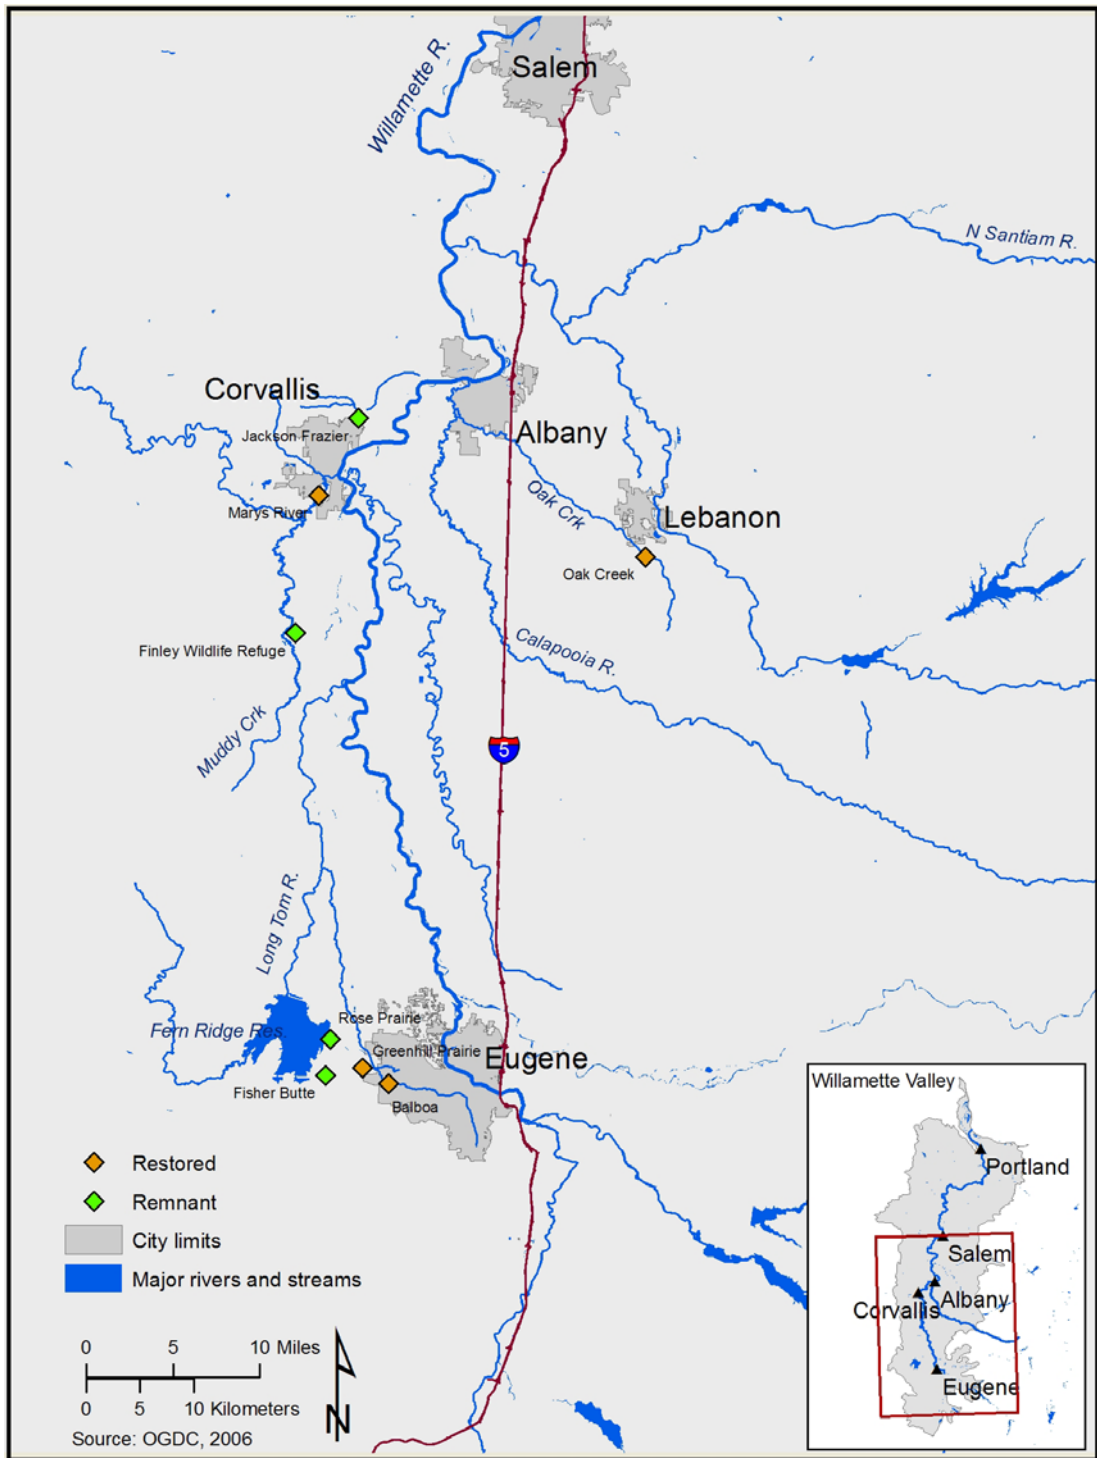 Salem
Willamette R.
N Santiam R.
Corvallis
Jackson Frazier
Albany
Marys River
Oak Crk
Lebanon
Oak Creek
Finley Wildlife Refuge
Calapooia R.
Muddy Crk
5
Long Tom R.
Rose Prairie
Fern Ridge Res.
Greenhill Prairie
Eugene
Fisher Butte
Balboa
Restored
Remnant
City limits
Major rivers and streams
0 5 10 Miles
0 5 10 Kilometers
N
Source: OGDC, 2006
Willamette Valley
Portland
Salem
Albany
Corvallis
Eugene